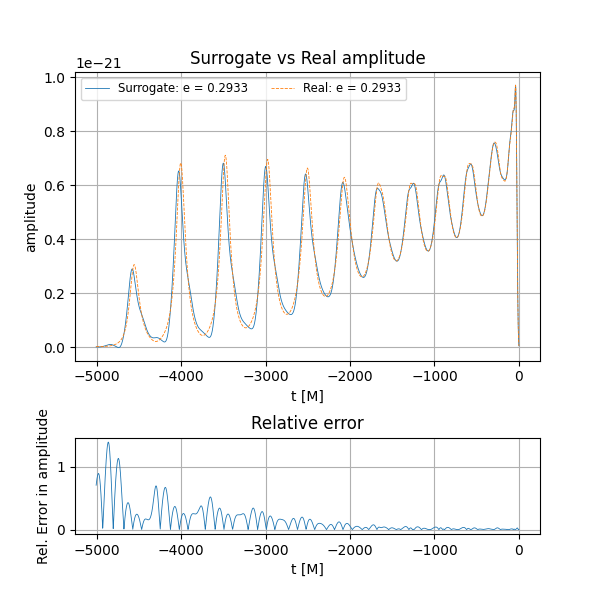 Surrogate vs Real amplitude
1e−21
Surrogate: e = 0.2933 Real: e = 0.2933
1.0
0.8
0.6
0.4
0.2
0.0
amplitude
−5000 −4000 −3000 −2000 −1000 0
t [M]
Relative error
1
0
Rel. Error in amplitude
−5000 −4000 −3000 −2000 −1000 0
t [M]